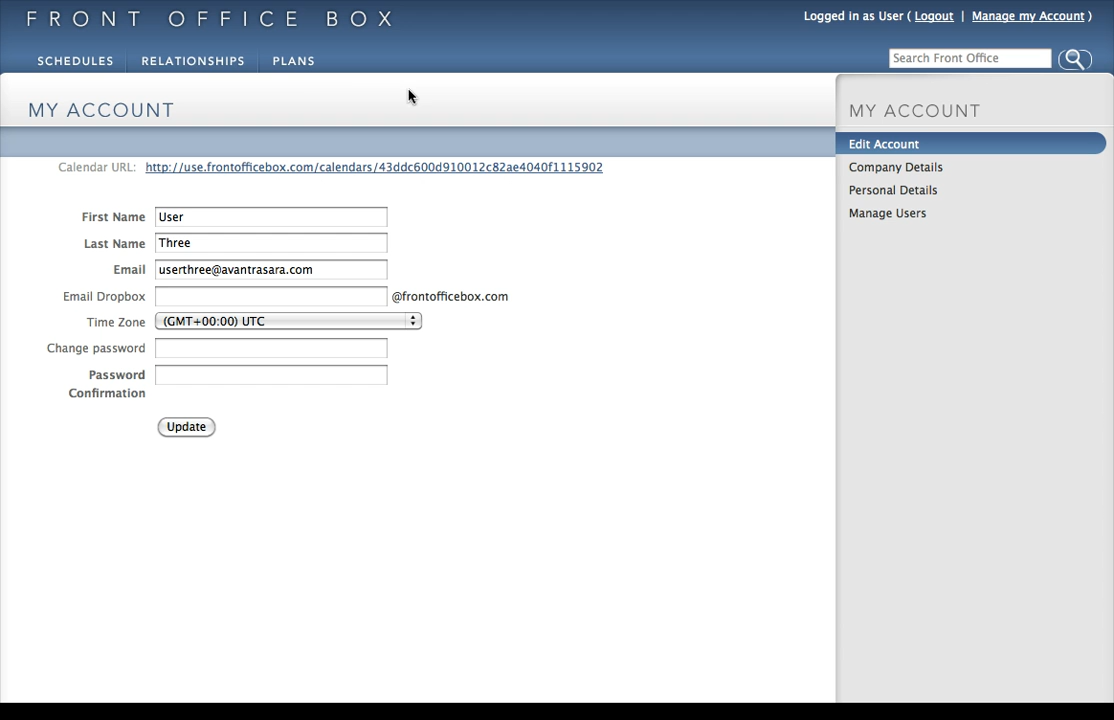 FRONT OFFICE BOX
Logged in as User ( Logout | Manage my Account )
SCHEDULES RELATIONSHIPS PLANS
Search Front Office
MY ACCOUNT
Calendar URL: http://use.frontofficebox.com/calendars/43ddc600d910012c82ae4040f1115902
First Name User
Last Name Three
Email userthree@avantrasara.com
Email Dropbox @frontofficebox.com
Time Zone (GMT+00:00) UTC
Change password
Password
Confirmation
Update
MY ACCOUNT
Edit Account
Company Details
Personal Details
Manage Users